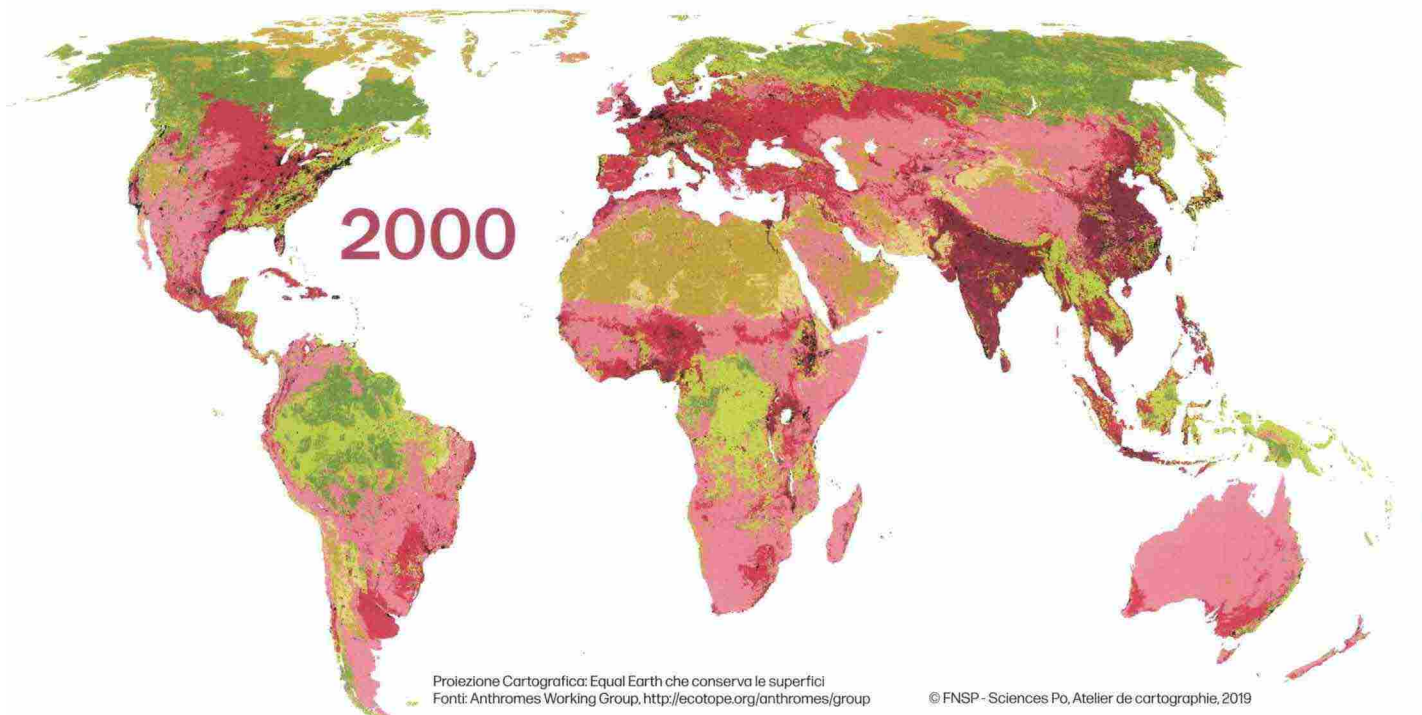 2000
Proiezione Cartografica: Equal Earth che conserva le superfici
Fonti: Anthromes Working Group, http://ecotope.org/anthromes/group
© FNSP - Sciences Po, Atelier de cartographie, 2019